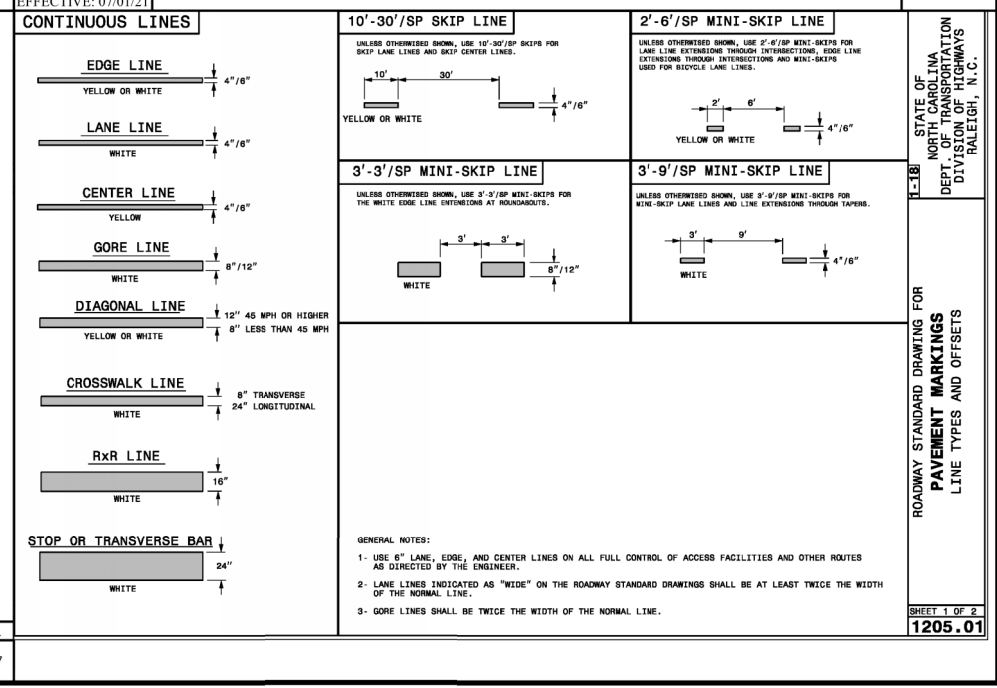 EFFECTIVE: 07/01/21
CONTINUOUS LINES
EDGE LINE
4"/6"
YELLOW OR WHITE
LANE LINE
4"/6"
WHITE
CENTER LINE
4"/6"
YELLOW
GORE LINE
8"/12"
WHITE
DIAGONAL LINE
12" 45 MPH OR HIGHER
8" LESS THAN 45 MPH
YELLOW OR WHITE
CROSSWALK LINE
8" TRANSVERSE
24" LONGITUDINAL
WHITE
RxR LINE
16"
WHITE
STOP OR TRANSVERSE BAR
24"
WHITE
10'-30'/SP SKIP LINE
UNLESS OTHERWISED SHOWN, USE 10'-30'/SP SKIPS FOR
SKIP LANE LINES AND SKIP CENTER LINES.
10' 30'
4"/6"
YELLOW OR WHITE
2'-6'/SP MINI-SKIP LINE
UNLESS OTHERWISED SHOWN, USE 2'-6'/SP MINI-SKIPS FOR
LANE LINE EXTENSIONS THROUGH INTERSECTIONS, EDGE LINE
EXTENSIONS THROUGH INTERSECTIONS AND MINI-SKIPS
USED FOR BICYCLE LANE LINES.
2' 6'
4"/6"
YELLOW OR WHITE
3'-3'/SP MINI-SKIP LINE
UNLESS OTHERWISED SHOWN, USE 3'-3'/SP MINI-SKIPS FOR
THE WHITE EDGE LINE ENTENSIONS AT ROUNDABOUTS.
3' 3'
8"/12"
WHITE
3'-9'/SP MINI-SKIP LINE
UNLESS OTHERWISED SHOWN, USE 3'-9'/SP MINI-SKIPS FOR
MINI-SKIP LANE LINES AND LINE EXTENSIONS THROUGH TAPERS.
3' 9'
4"/6"
WHITE
GENERAL NOTES:
1- USE 6" LANE, EDGE, AND CENTER LINES ON ALL FULL CONTROL OF ACCESS FACILITIES AND OTHER ROUTES
AS DIRECTED BY THE ENGINEER.
2- LANE LINES INDICATED AS "WIDE" ON THE ROADWAY STANDARD DRAWINGS SHALL BE AT LEAST TWICE THE WIDTH
OF THE NORMAL LINE.
3- GORE LINES SHALL BE TWICE THE WIDTH OF THE NORMAL LINE.
1-18
STATE OF
NORTH CAROLINA
DEPT. OF TRANSPORTATION
DIVISION OF HIGHWAYS
RALEIGH, N.C.
ROADWAY STANDARD DRAWING FOR
PAVEMENT MARKINGS
LINE TYPES AND OFFSETS
SHEET 1 OF 2
1205.01